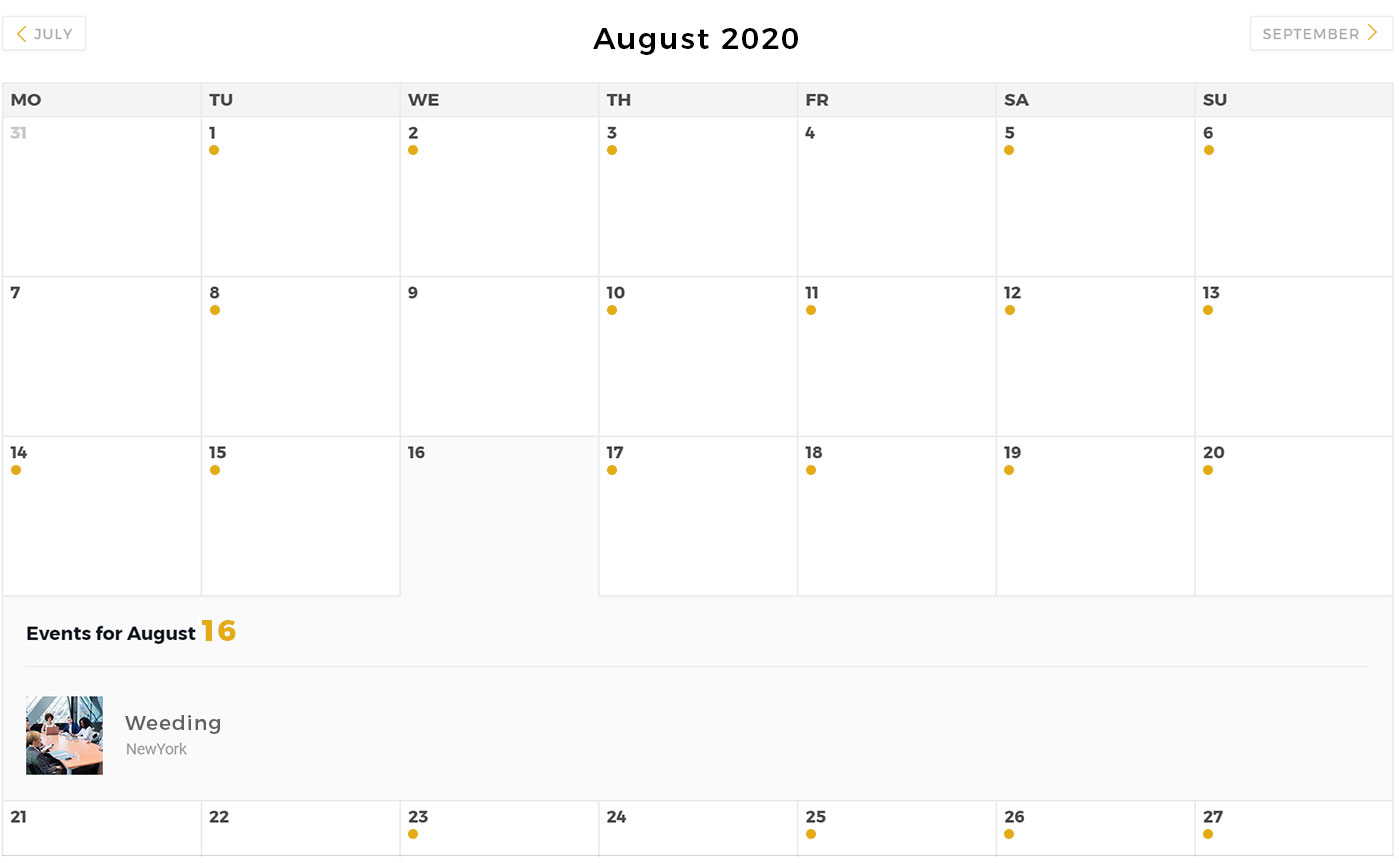 JULY
August 2020
SEPTEMBER
MO TU WE TH FR SA SU
31 1 2 3 4 5 6
7 8 9 10 11 12 13
14 15 16 17 18 19 20
Events for August 16
Weeding
NewYork
21 22 23 24 25 26 27